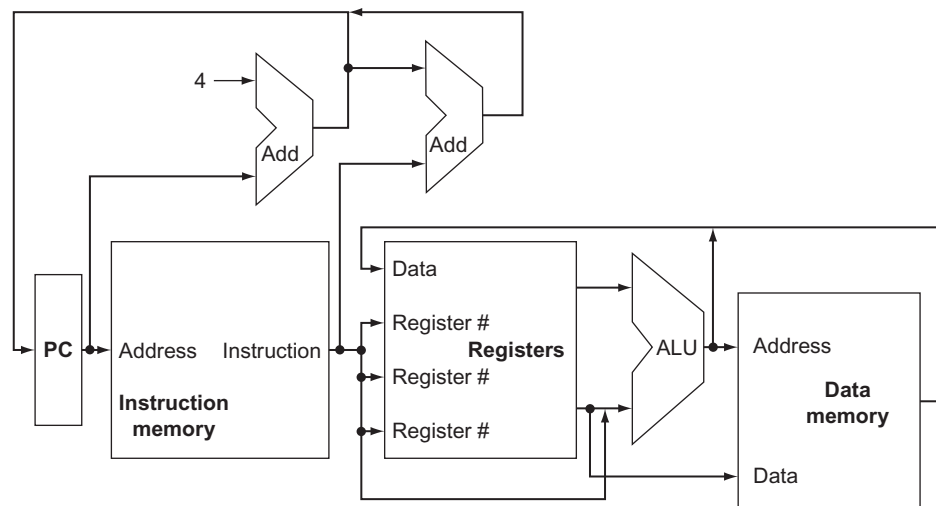 4
Add
Add
Data
Register #
Registers
Register #
Register #
PC
Address
Instruction
Instruction
memory
ALU
Address
Data
memory
Data